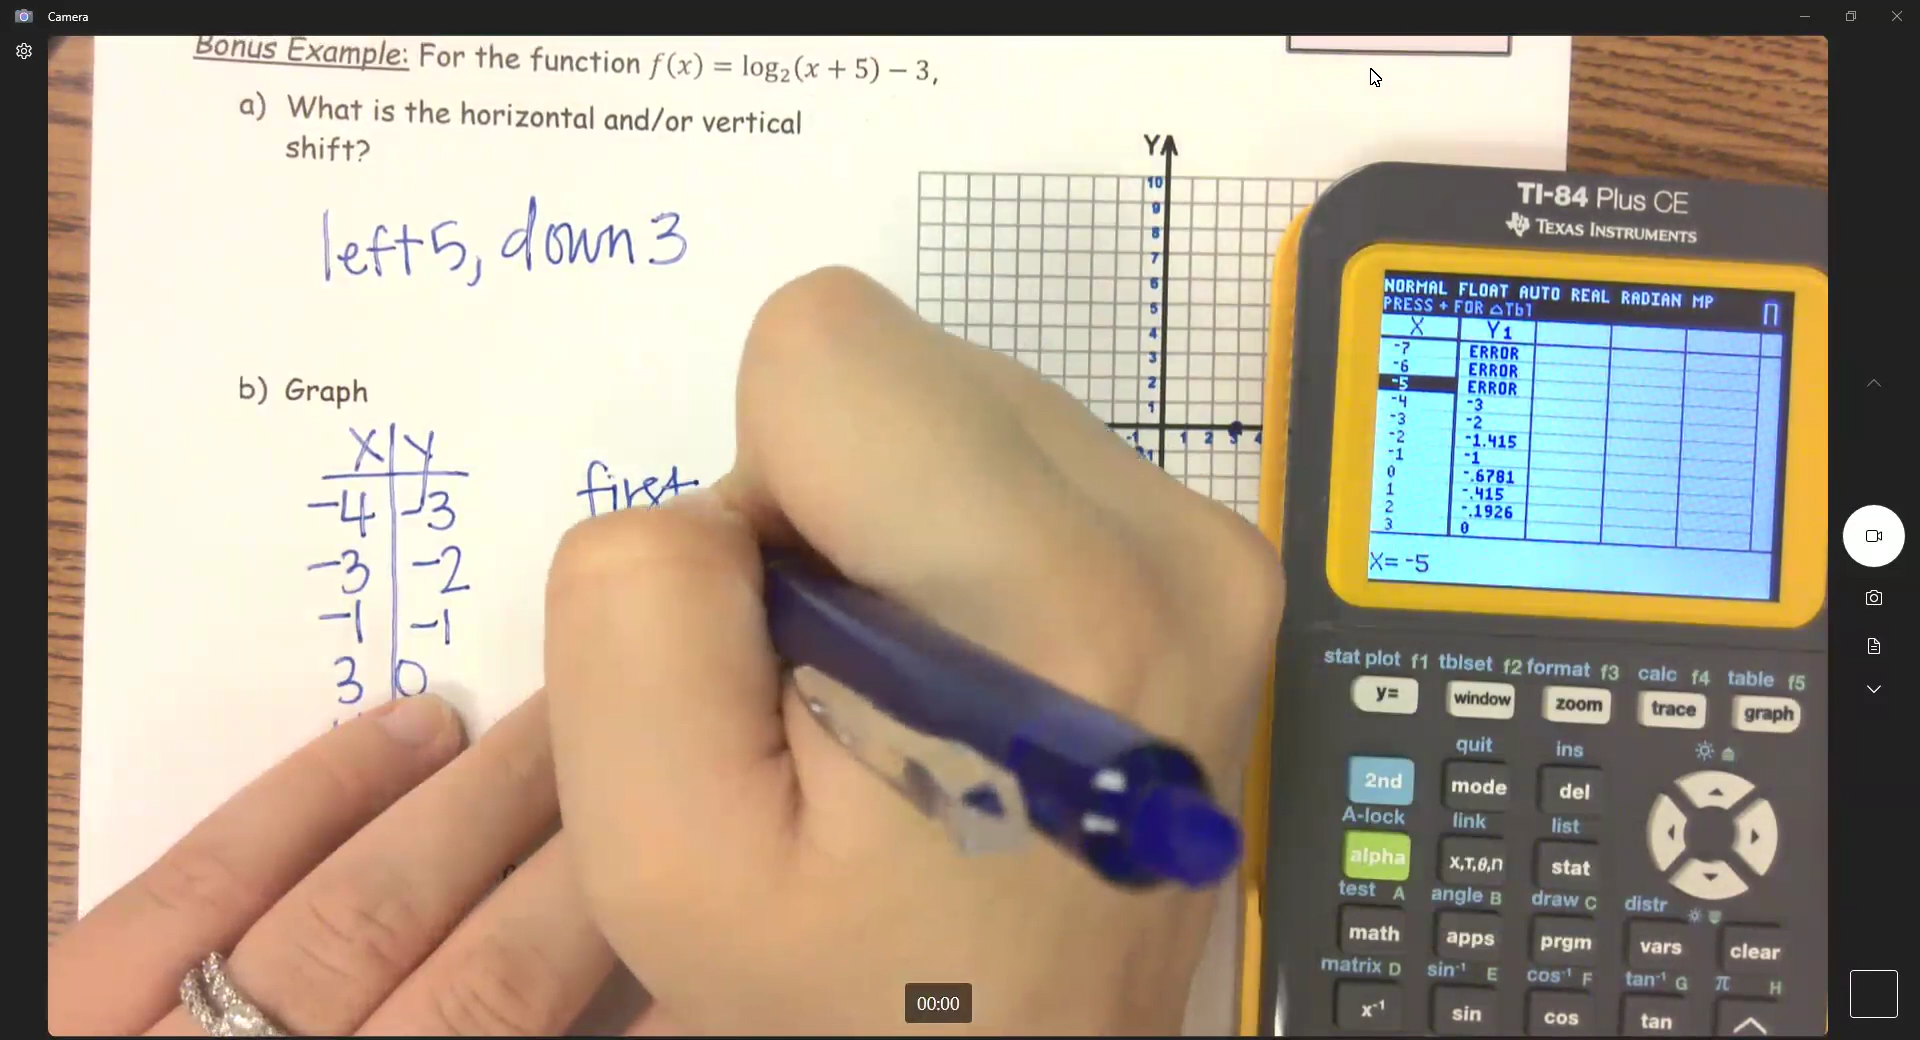 Camera
Bonus Example: For the function f(x) = log₂(x + 5) − 3,
a) What is the horizontal and/or vertical
shift?
left 5, down 3
b) Graph
X Y
-4 -3
-3 -2
-1 -1
3 0
first
Y
10
9
8
7
6
5
4
3
2
1
-1 1 2 3 4
-1
TI-84 Plus CE
TEXAS INSTRUMENTS
NORMAL FLOAT AUTO REAL RADIAN MP
PRESS + FOR △Tbl
X Y1
-7 ERROR
-6 ERROR
-5 ERROR
-4 -3
-3 -2
-2 -1.415
-1 -1
0 -.6781
1 -.415
2 -.1926
3 0
X= -5
stat plot f1 tblset f2 format f3 calc f4 table f5
y= window zoom trace graph
quit ins
2nd mode del
A-lock link list
alpha X,T,θ,n stat
test A angle B draw C distr
math apps prgm vars clear
matrix D sin⁻¹ E cos⁻¹ F tan⁻¹ G π H
x⁻¹ sin cos tan ^
00:00